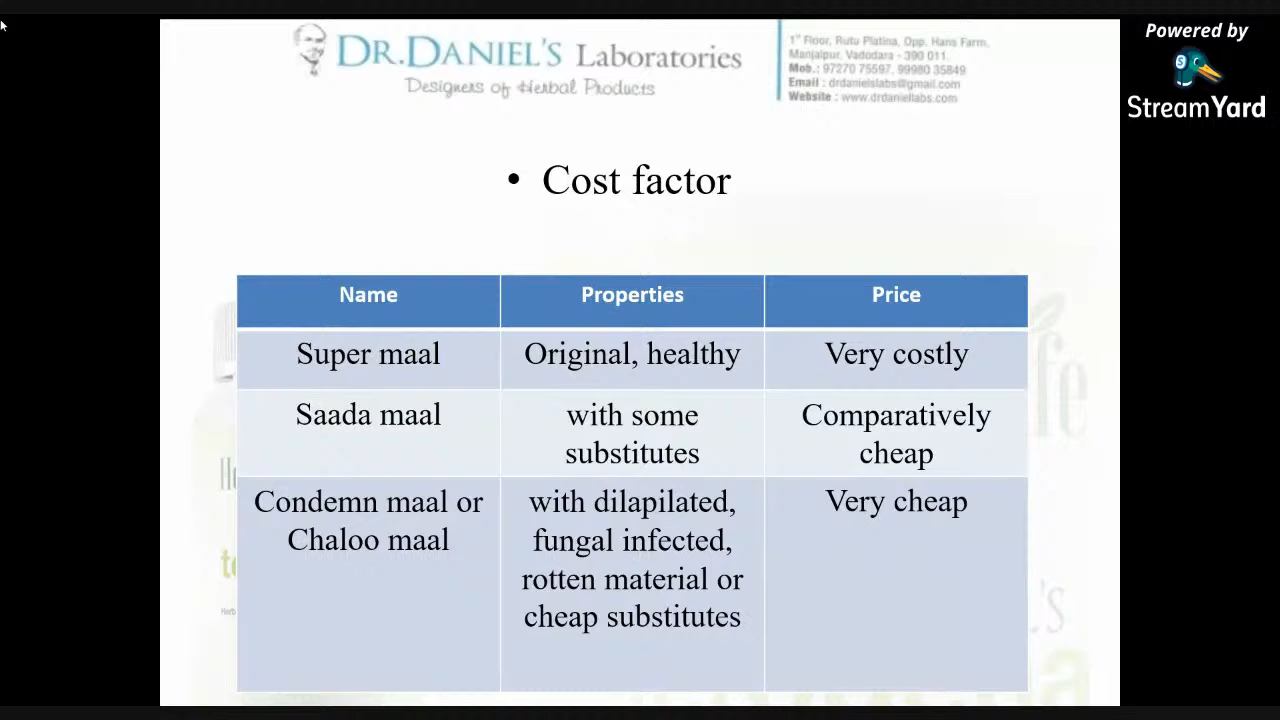 Powered by
StreamYard
DR.DANIEL'S Laboratories
Designers of Herbal Products
1st Floor, Rutu Platina, Opp. Hans Farm,
Manjalpur, Vadodara - 390 011.
Mob.: 97270 75597, 99980 35849
Email : drdanielslabs@gmail.com
Website : www.drdaniellabs.com
• Cost factor
Name Properties Price
Super maal Original, healthy Very costly
Saada maal with some substitutes Comparatively cheap
Condemn maal or Chaloo maal with dilapilated, fungal infected, rotten material or cheap substitutes Very cheap